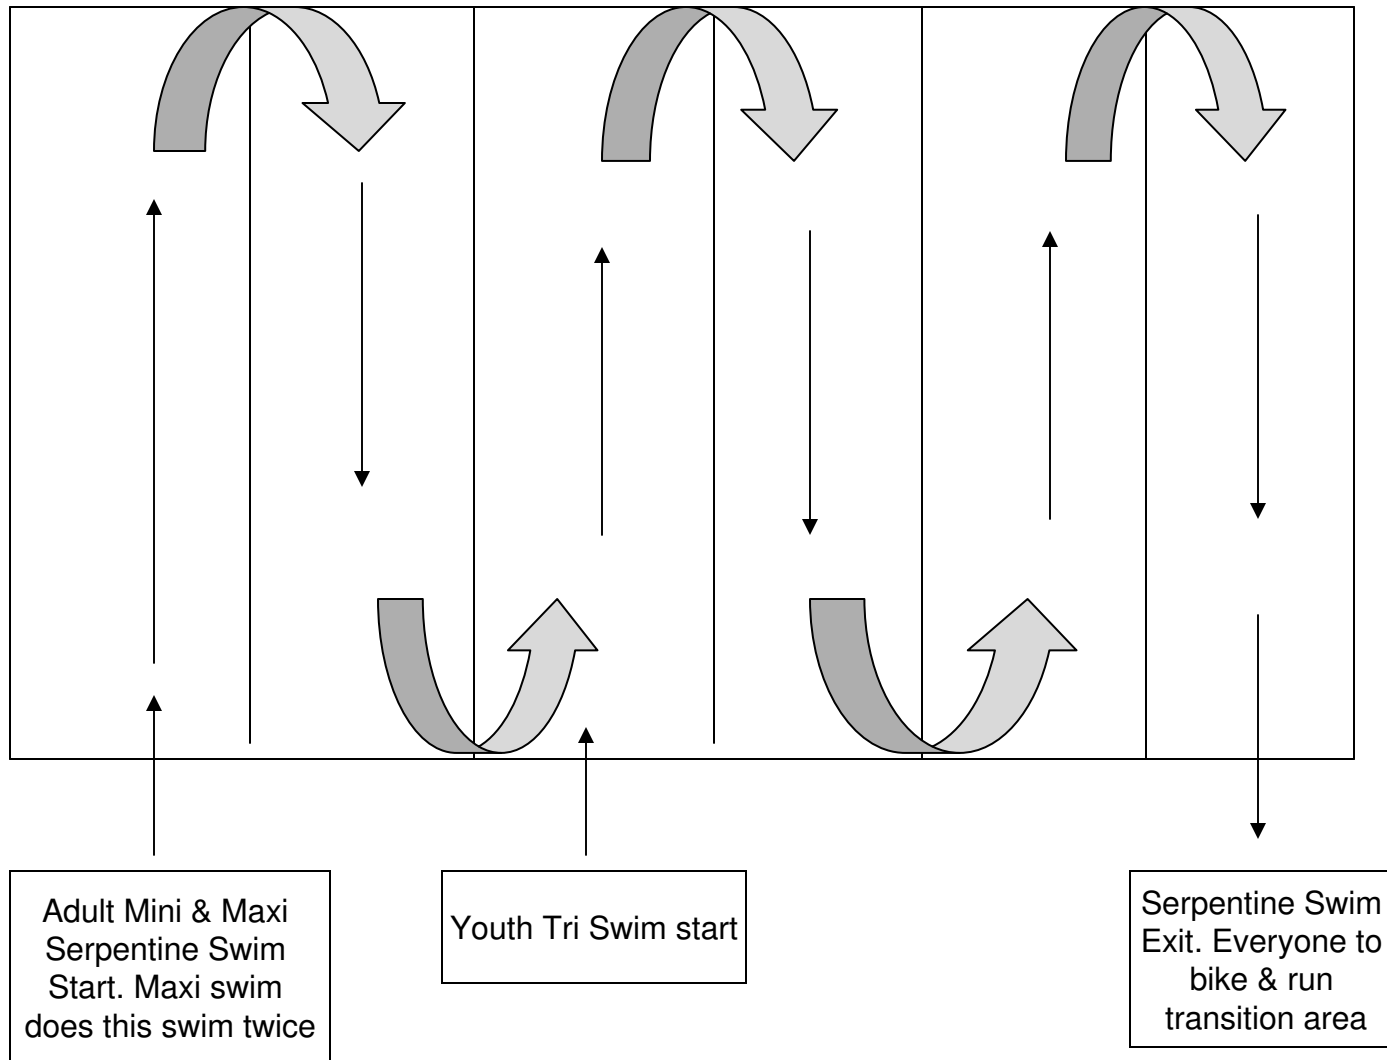 Adult Mini & Maxi
Serpentine Swim
Start. Maxi swim
does this swim twice
Youth Tri Swim start
Serpentine Swim
Exit. Everyone to
bike & run
transition area